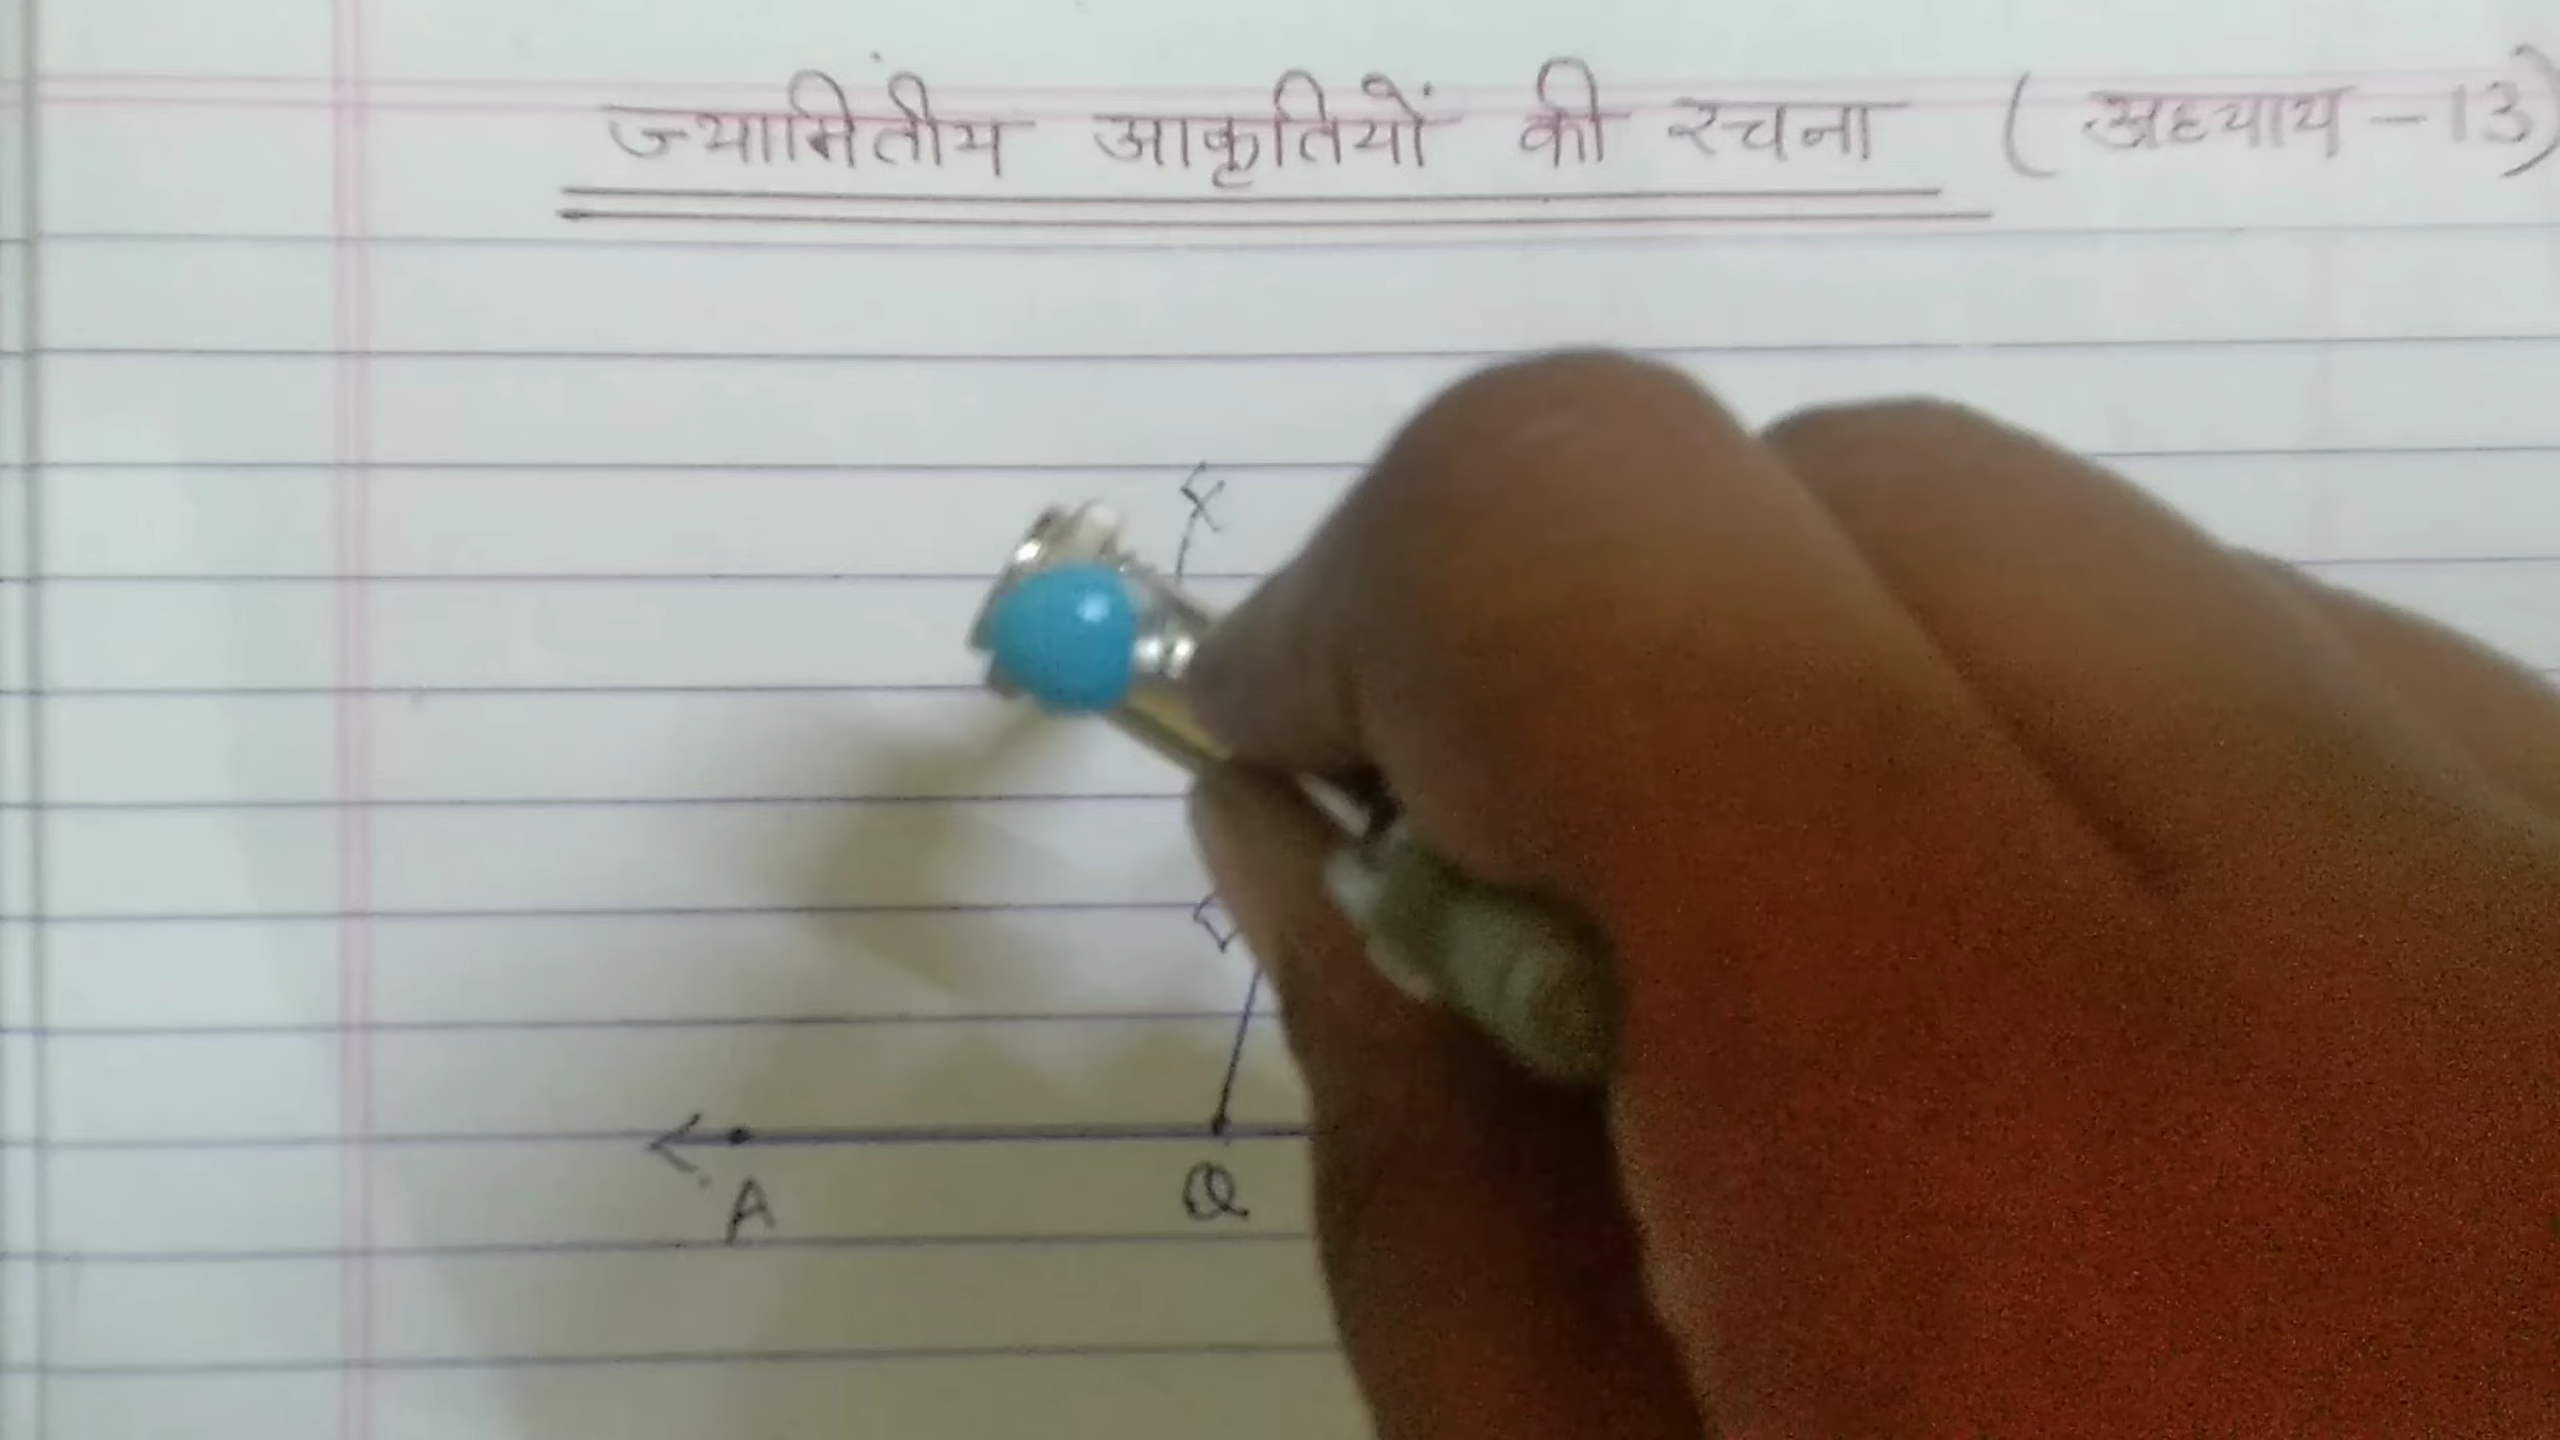 ज्यामितीय आकृतियों की रचना ( अध्याय - 13)
X
A Q